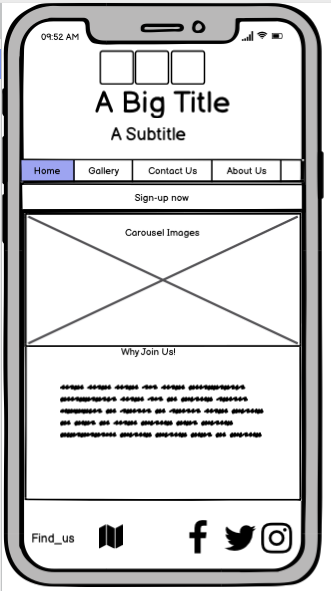 09:52 AM
A Big Title
A Subtitle
Home Gallery Contact Us About Us
Sign-up now
Carousel Images
Why Join Us!
Find_us